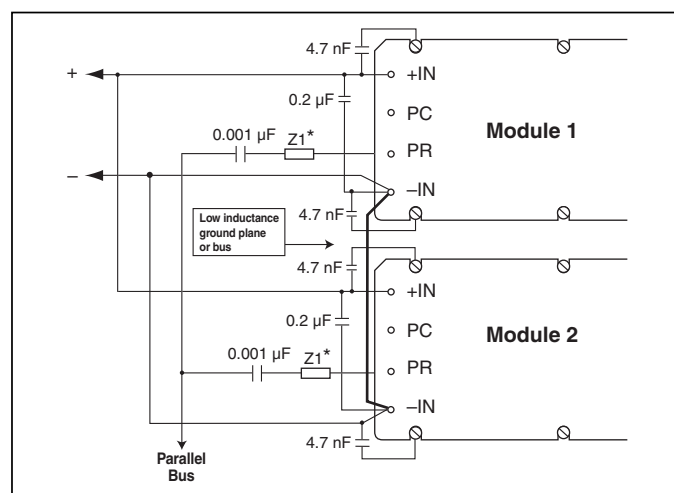 4.7 nF
+
+IN
0.2 µF
PC
Module 1
0.001 µF
Z1*
PR
–
–IN
4.7 nF
Low inductance
ground plane
or bus
4.7 nF
+IN
0.2 µF
PC
Module 2
0.001 µF
Z1*
PR
–IN
4.7 nF
Parallel
Bus